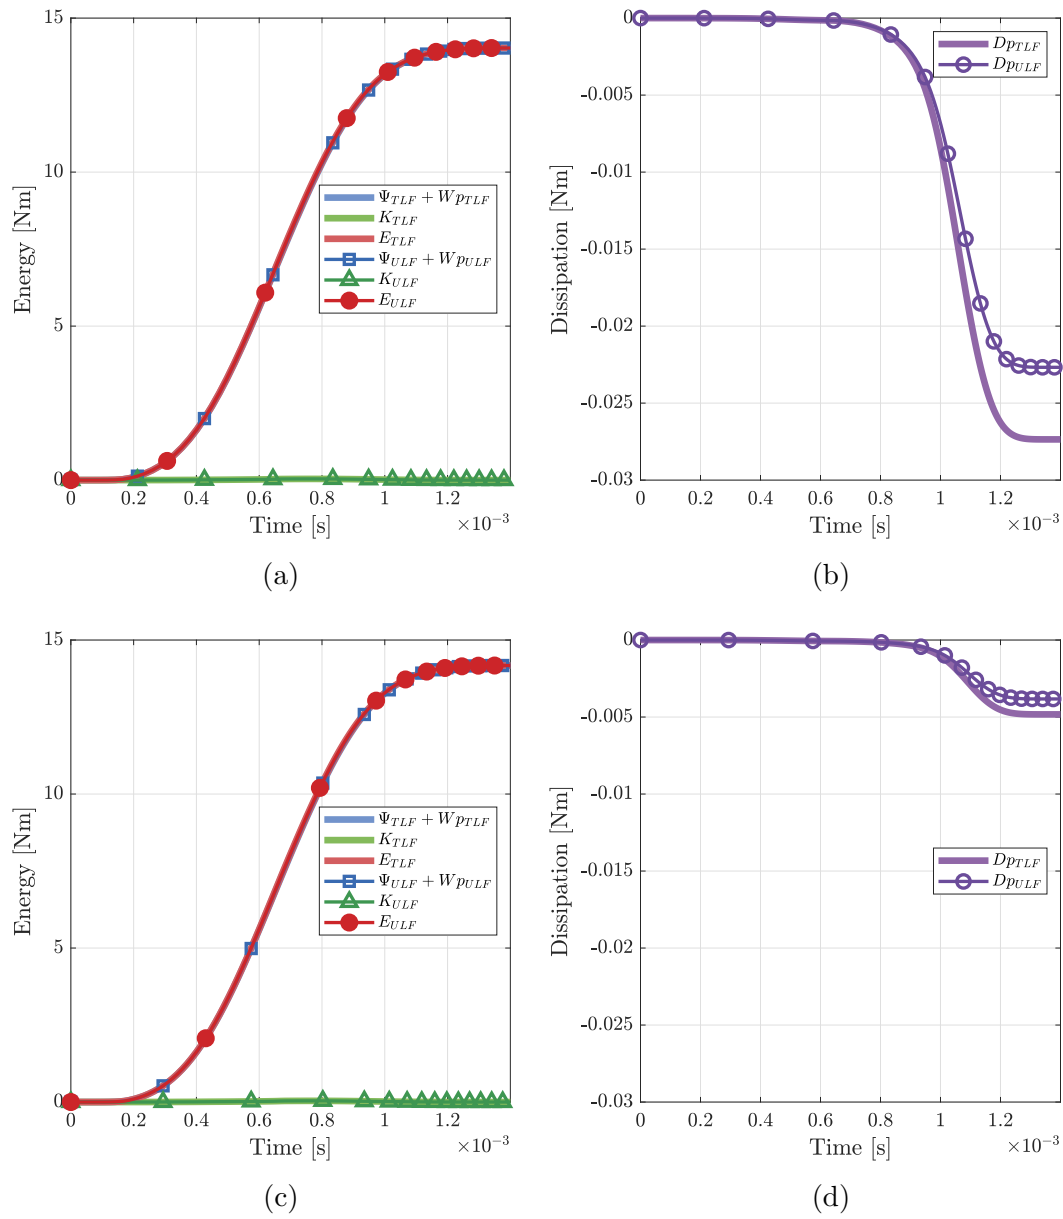 15
10
5
0
Energy [Nm]
Ψ_TLF + Wp_TLF
K_TLF
E_TLF
Ψ_ULF + Wp_ULF
K_ULF
E_ULF
0 0.2 0.4 0.6 0.8 1 1.2
×10⁻³
Time [s]
(a)
0
-0.005
-0.01
-0.015
-0.02
-0.025
-0.03
Dissipation [Nm]
Dp_TLF
Dp_ULF
0 0.2 0.4 0.6 0.8 1 1.2
×10⁻³
Time [s]
(b)
15
10
5
0
Energy [Nm]
Ψ_TLF + Wp_TLF
K_TLF
E_TLF
Ψ_ULF + Wp_ULF
K_ULF
E_ULF
0 0.2 0.4 0.6 0.8 1 1.2
×10⁻³
Time [s]
(c)
0
-0.005
-0.01
-0.015
-0.02
-0.025
-0.03
Dissipation [Nm]
Dp_TLF
Dp_ULF
0 0.2 0.4 0.6 0.8 1 1.2
×10⁻³
Time [s]
(d)